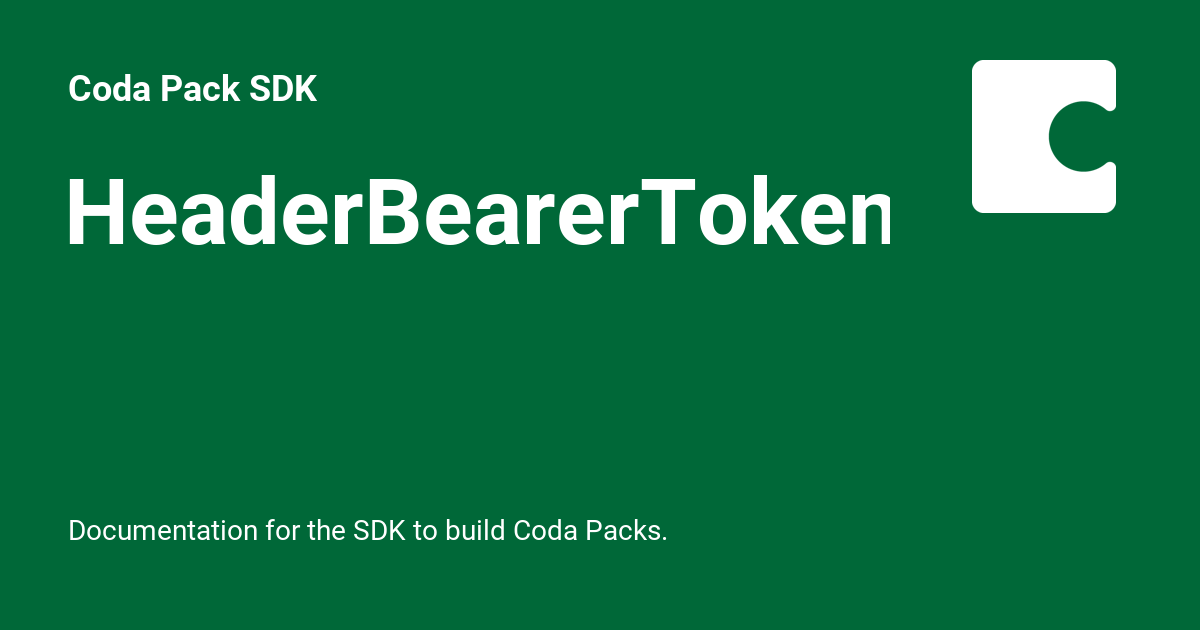 Coda Pack SDK
HeaderBearerToken
Documentation for the SDK to build Coda Packs.